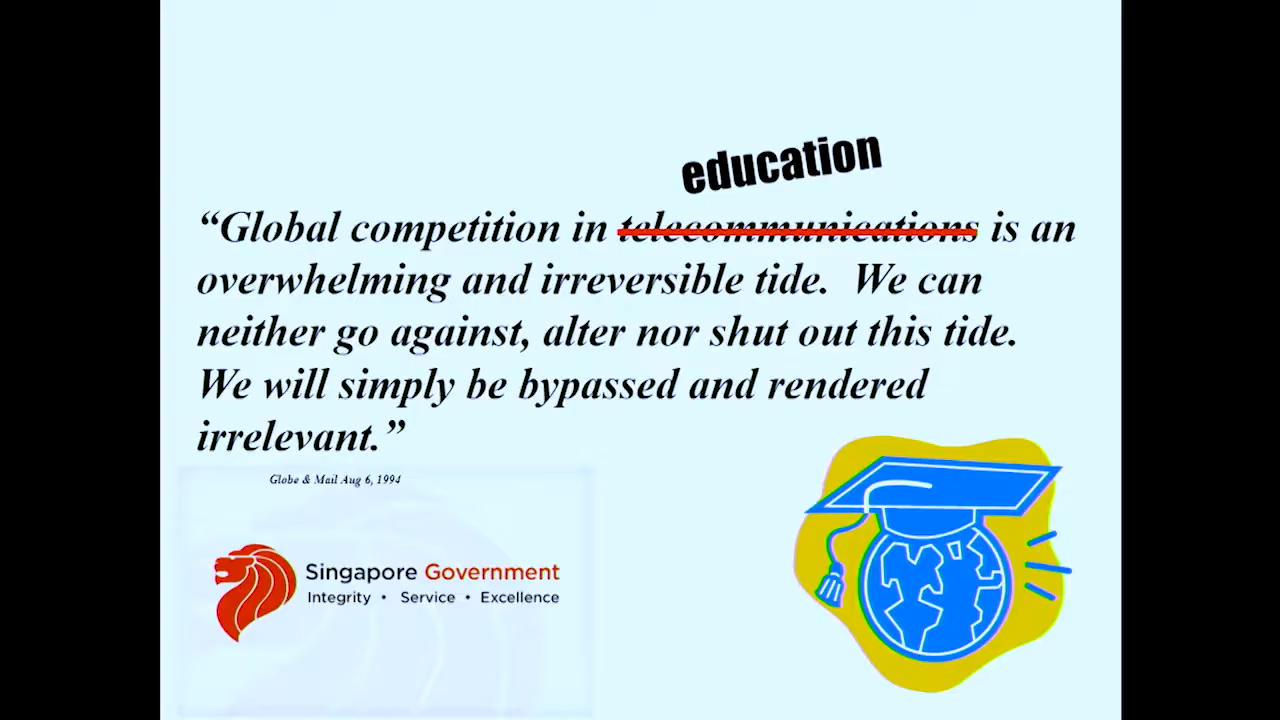 education
“Global competition in telecommunications is an
overwhelming and irreversible tide.  We can
neither go against, alter nor shut out this tide.
We will simply be bypassed and rendered
irrelevant.”
Globe & Mail Aug 6, 1994
Singapore Government
Integrity • Service • Excellence